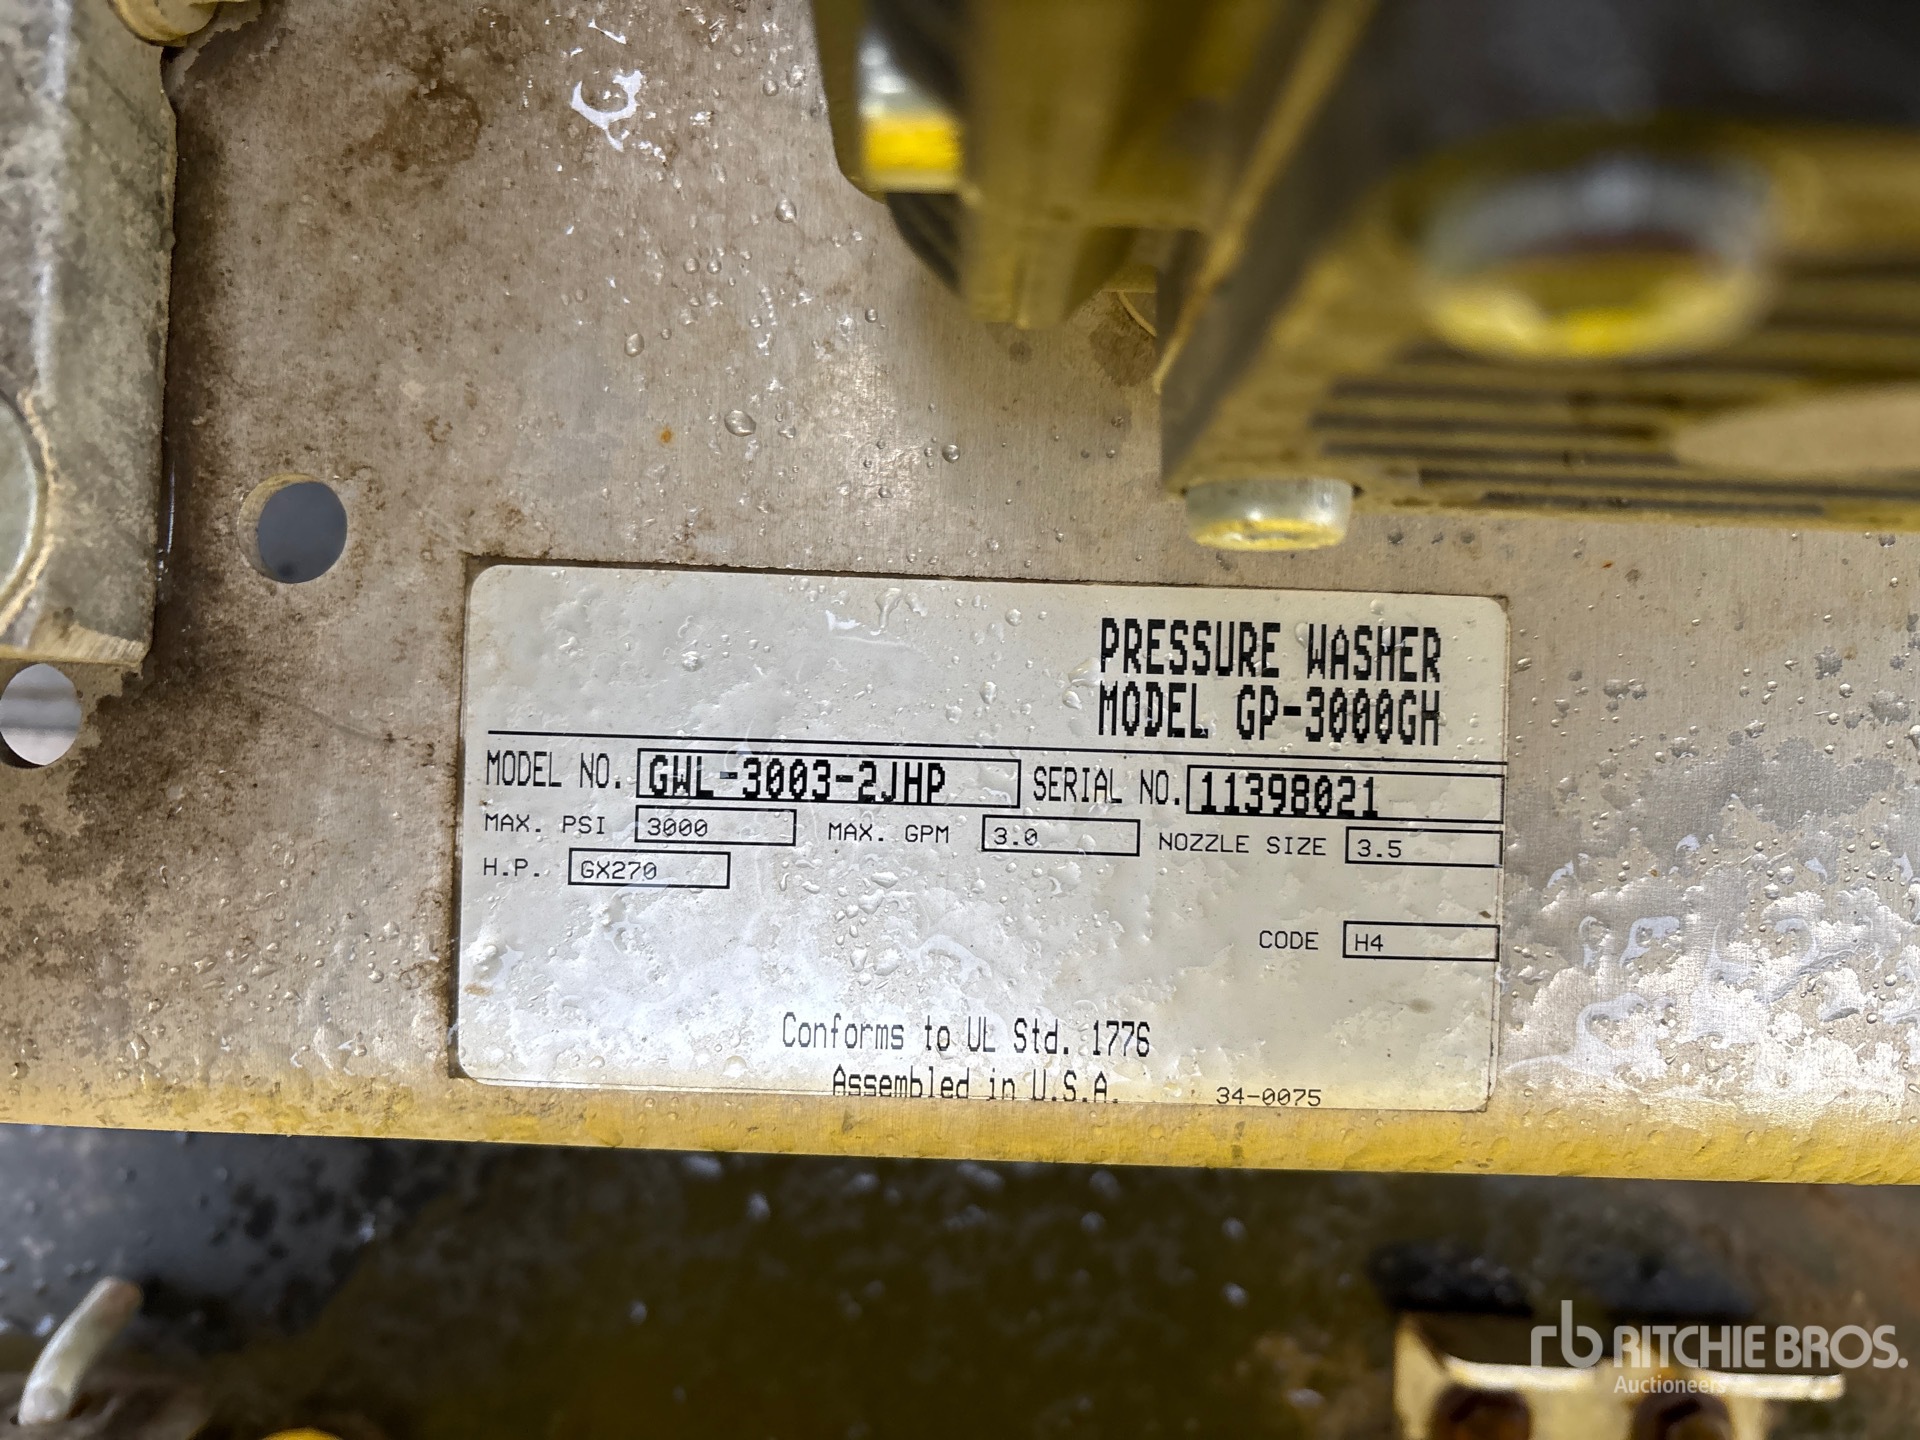 PRESSURE WASHER
MODEL GP-3000GH
MODEL NO. GWL-3003-2JHP SERIAL NO. 11398021
MAX. PSI 3000 MAX. GPM 3.0 NOZZLE SIZE 3.5
H.P. GX270
CODE H4
Conforms to UL Std. 1776
Assembled in U.S.A. 34-0075
rb RITCHIE BROS.
Auctioneers